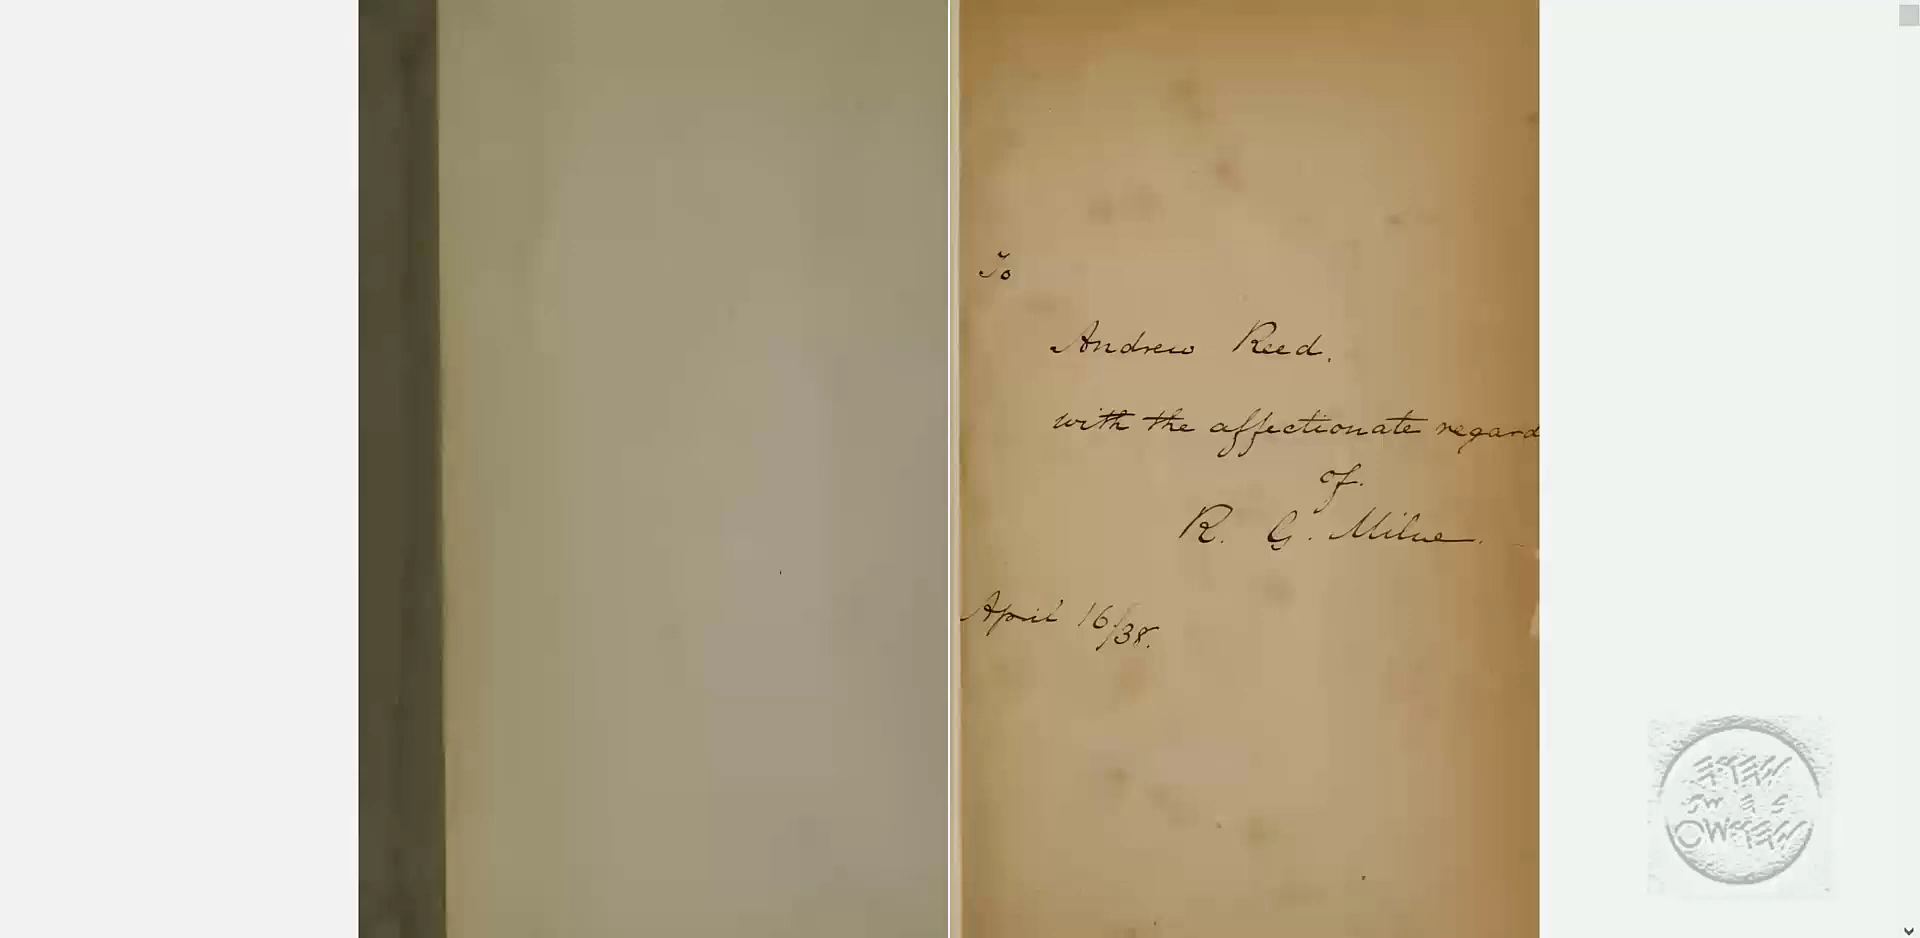 To
Andrew Reed.
with the affectionate regard
of.
R. G. Milne.
April 16/38.